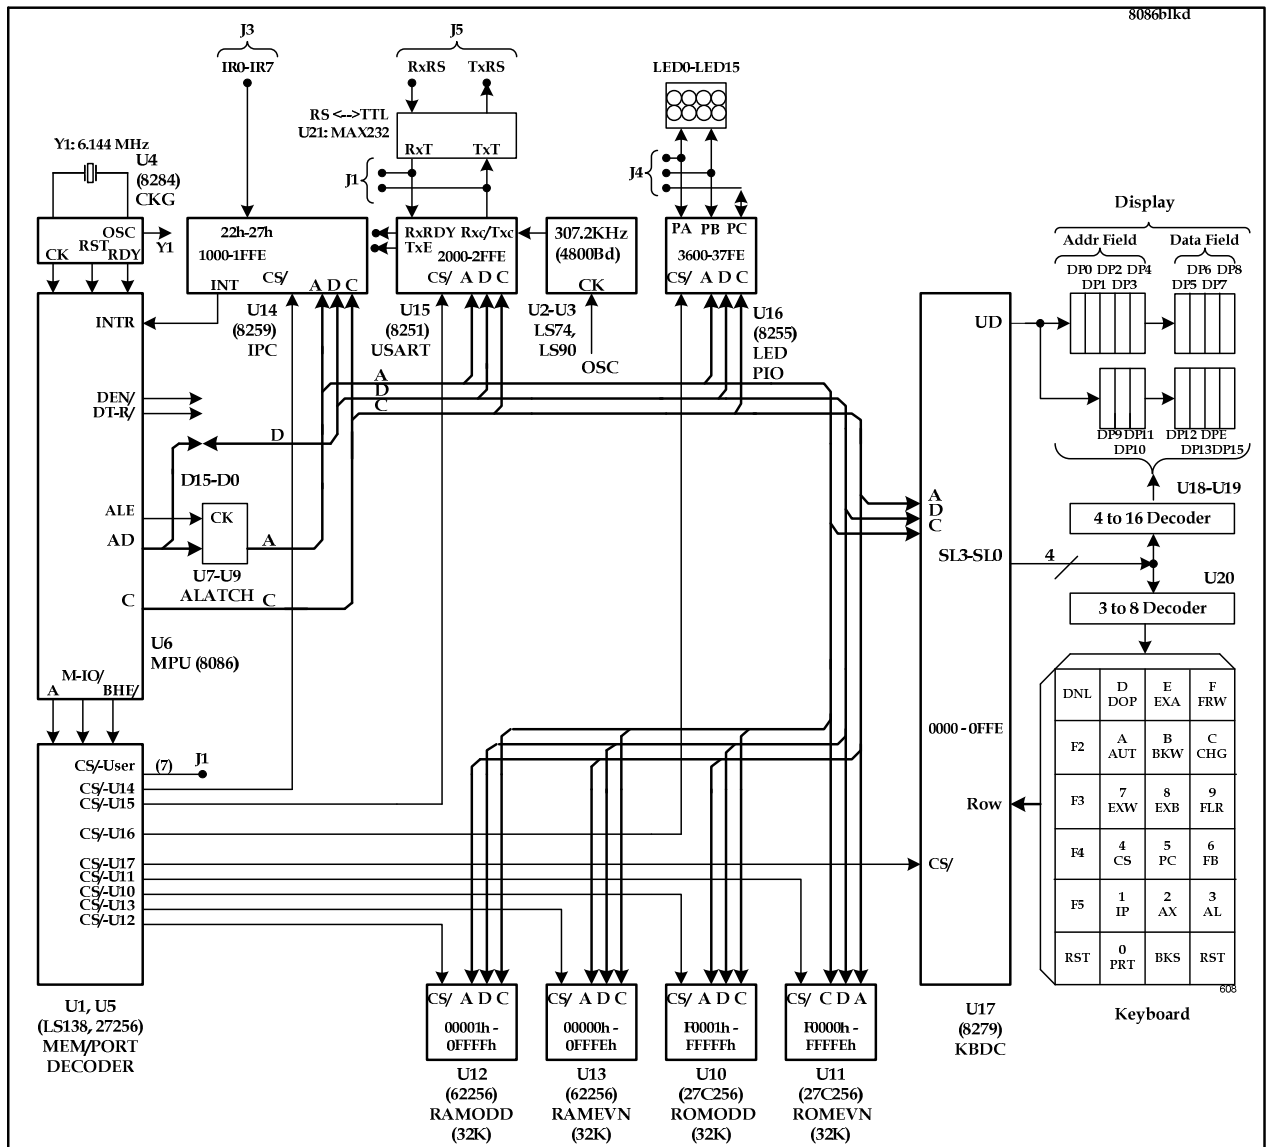 8086blkd
J3
IR0-IR7
J5
RxRS TxRS
RS <-->TTL
U21: MAX232
RxT TxT
J1
LED0-LED15
J4
Y1: 6.144 MHz
U4
(8284)
CKG
OSC
RST
CK RDY
Y1
22h-27h
1000-1FFE
CS/
A D C
INT
U14
(8259)
IPC
RxRDY Rxc/Txc
TxE
2000-2FFE
CS/ A D C
U15
(8251)
USART
307.2KHz
(4800Bd)
CK
U2-U3
LS74,
LS90
OSC
PA PB PC
3600-37FE
CS/ A D C
U16
(8255)
LED
PIO
Display
Addr Field Data Field
DP0 DP2 DP4
DP1 DP3
DP6 DP8
DP5 DP7
DP9 DP11
DP10
DP12 DPE
DP13 DP15
INTR
DEN/
DT-R/
D
D15-D0
ALE
CK
AD
A
U7-U9
ALATCH
C
C
U6
MPU (8086)
M-IO/
A BHE/
A
D
C
UD
A
D
C
SL3-SL0
4
U18-U19
4 to 16 Decoder
U20
3 to 8 Decoder
0000 - 0FFE
Row
CS/
U17
(8279)
KBDC
DNL
D
DOP
E
EXA
F
FRW
F2
A
AUT
B
BKW
C
CHG
F3
7
EXW
8
EXB
9
FLR
F4
4
CS
5
PC
6
FB
F5
1
IP
2
AX
3
AL
RST
0
PRT
BKS
RST
608
Keyboard
CS/-User (7) J1
CS/-U14
CS/-U15
CS/-U16
CS/-U17
CS/-U11
CS/-U10
CS/-U13
CS/-U12
U1, U5
(LS138, 27256)
MEM/PORT
DECODER
CS/ A D C
00001h -
0FFFFh
U12
(62256)
RAMODD
(32K)
CS/ A D C
00000h -
0FFFEh
U13
(62256)
RAMEVN
(32K)
CS/ A D C
F0001h -
FFFFFh
U10
(27C256)
ROMODD
(32K)
CS/ C D A
F0000h -
FFFFEh
U11
(27C256)
ROMEVN
(32K)